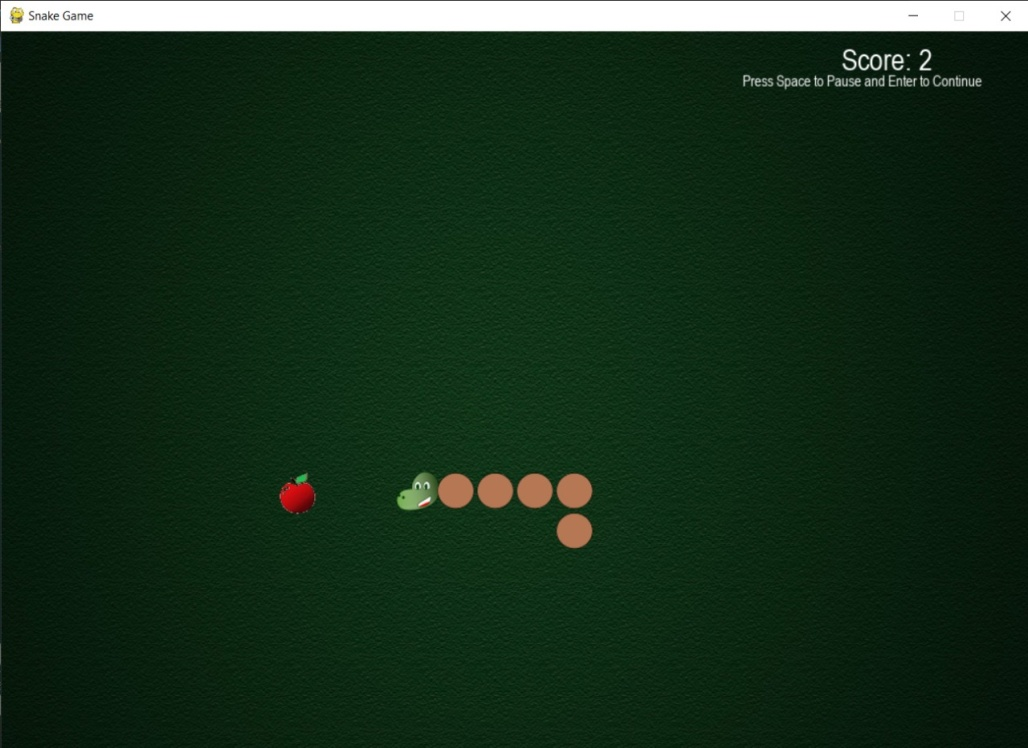 Snake Game
Score: 2
Press Space to Pause and Enter to Continue